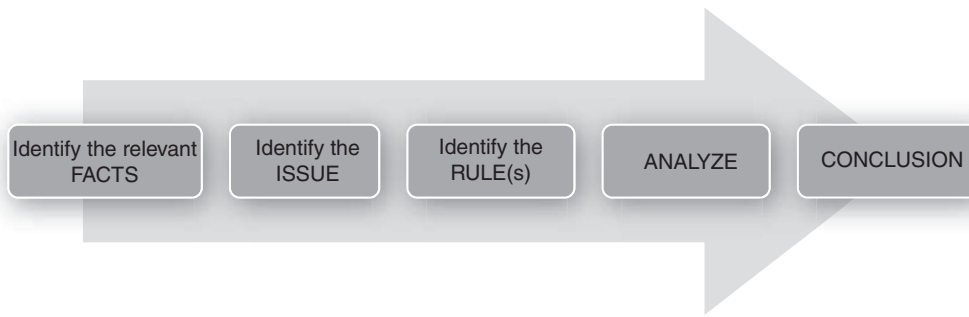 Identify the relevant
FACTS
Identify the
ISSUE
Identify the
RULE(s)
ANALYZE
CONCLUSION